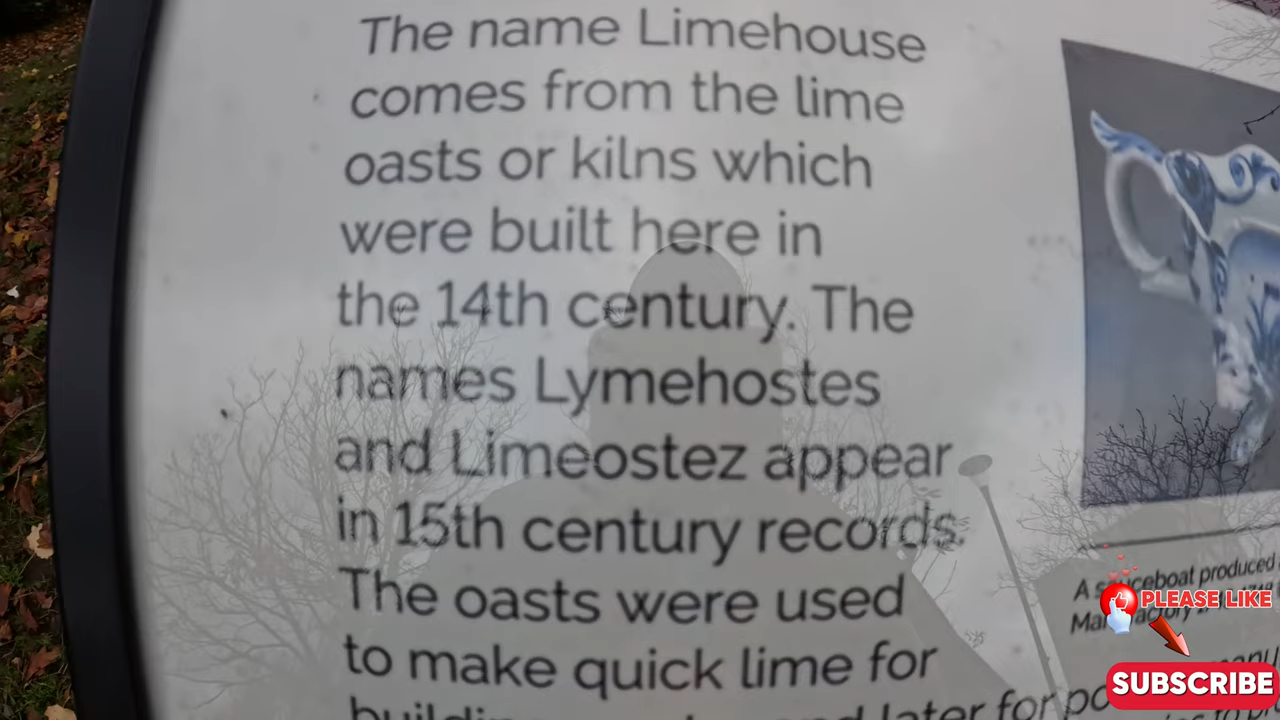 The name Limehouse
comes from the lime
oasts or kilns which
were built here in
the 14th century. The
names Lymehostes
and Limeostez appear
in 15th century records.
The oasts were used
to make quick lime for
later for
A sauceboat produced
PLEASE LIKE
SUBSCRIBE